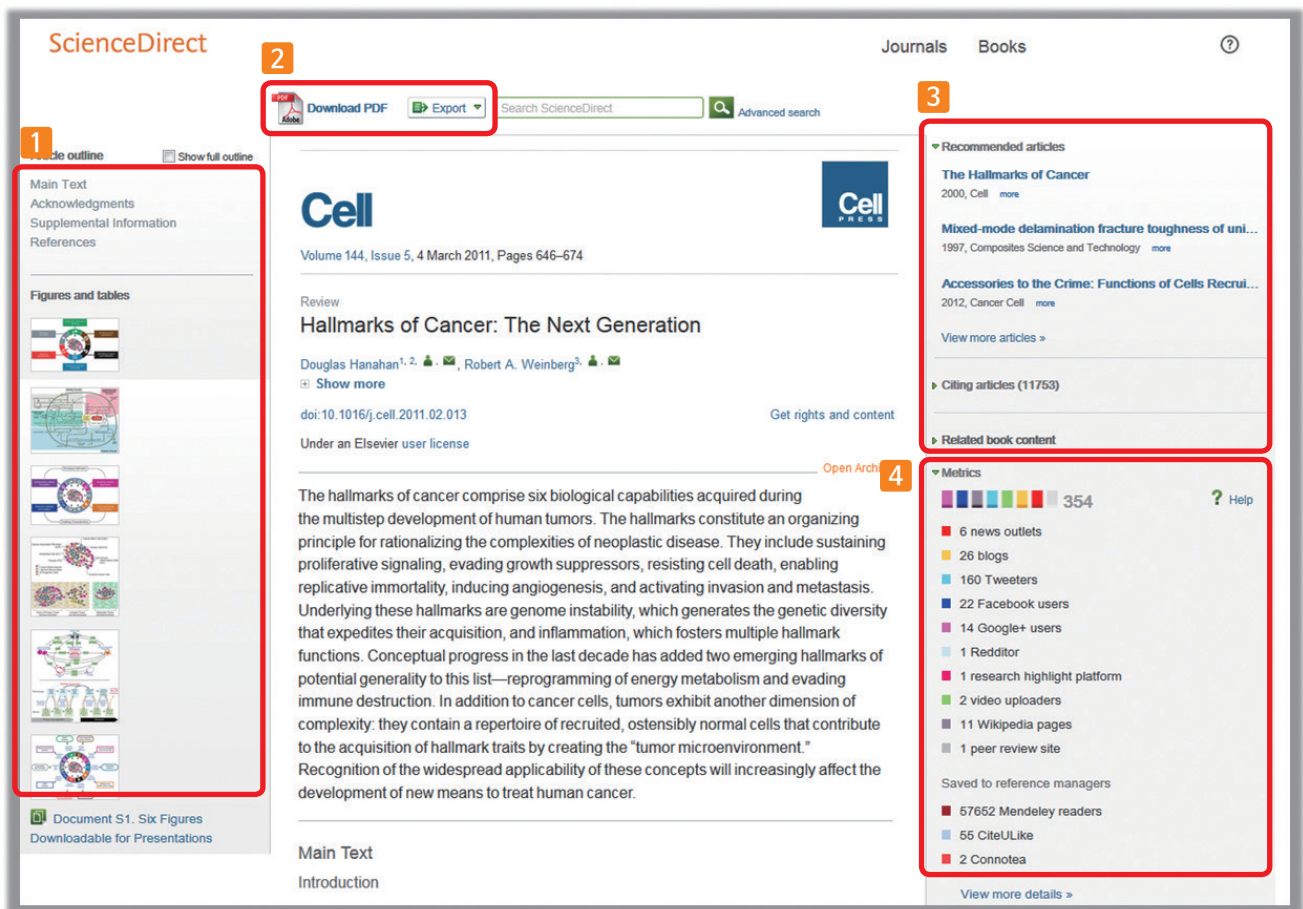 ScienceDirect
Journals Books
?
2
PDF
Adobe
Download PDF
Export
Search ScienceDirect
Advanced search
1
outline
Show full outline
Main Text
Acknowledgments
Supplemental Information
References
Figures and tables
Document S1. Six Figures
Downloadable for Presentations
Cell
Cell
PRESS
Volume 144, Issue 5, 4 March 2011, Pages 646–674
Review
Hallmarks of Cancer: The Next Generation
Douglas Hanahan1, 2, , Robert A. Weinberg3,
Show more
doi:10.1016/j.cell.2011.02.013
Get rights and content
Under an Elsevier user license
Open Archi
The hallmarks of cancer comprise six biological capabilities acquired during
the multistep development of human tumors. The hallmarks constitute an organizing
principle for rationalizing the complexities of neoplastic disease. They include sustaining
proliferative signaling, evading growth suppressors, resisting cell death, enabling
replicative immortality, inducing angiogenesis, and activating invasion and metastasis.
Underlying these hallmarks are genome instability, which generates the genetic diversity
that expedites their acquisition, and inflammation, which fosters multiple hallmark
functions. Conceptual progress in the last decade has added two emerging hallmarks of
potential generality to this list—reprogramming of energy metabolism and evading
immune destruction. In addition to cancer cells, tumors exhibit another dimension of
complexity: they contain a repertoire of recruited, ostensibly normal cells that contribute
to the acquisition of hallmark traits by creating the “tumor microenvironment.”
Recognition of the widespread applicability of these concepts will increasingly affect the
development of new means to treat human cancer.
Main Text
Introduction
3
Recommended articles
The Hallmarks of Cancer
2000, Cell more
Mixed-mode delamination fracture toughness of uni...
1997, Composites Science and Technology more
Accessories to the Crime: Functions of Cells Recrui...
2012, Cancer Cell more
View more articles »
Citing articles (11753)
Related book content
4
Metrics
354
? Help
6 news outlets
26 blogs
160 Tweeters
22 Facebook users
14 Google+ users
1 Redditor
1 research highlight platform
2 video uploaders
11 Wikipedia pages
1 peer review site
Saved to reference managers
57652 Mendeley readers
55 CiteULike
2 Connotea
View more details »